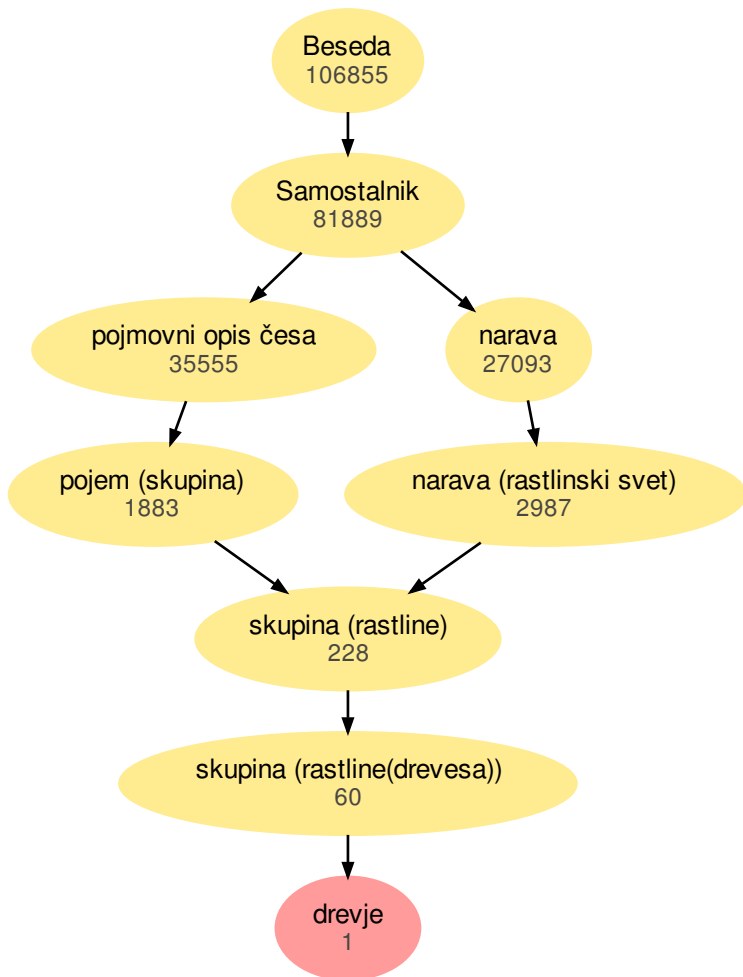 Beseda
106855
Samostalnik
81889
pojmovni opis česa
35555
narava
27093
pojem (skupina)
1883
narava (rastlinski svet)
2987
skupina (rastline)
228
skupina (rastline(drevesa))
60
drevje
1